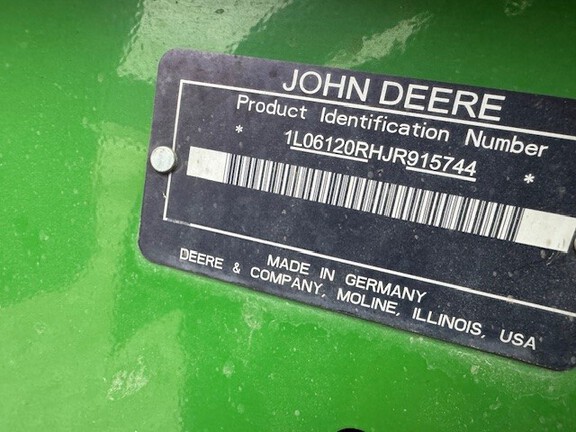 JOHN DEERE
Product Identification Number
* 1L06120RHJR915744 *
MADE IN GERMANY
DEERE & COMPANY, MOLINE, ILLINOIS, USA